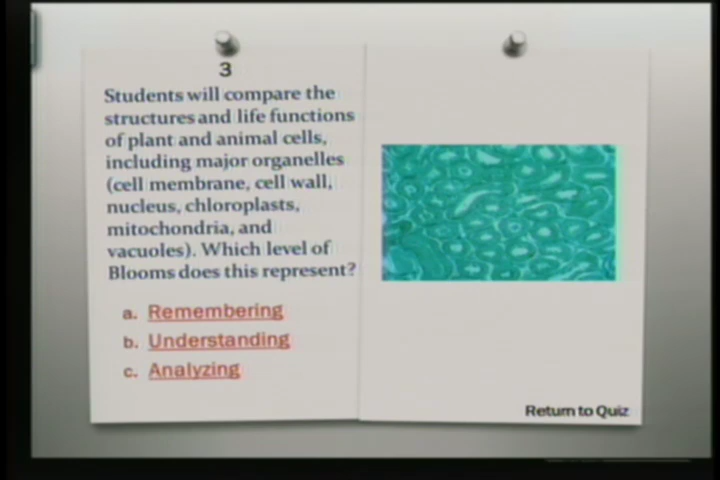 3
Students will compare the
structures and life functions
of plant and animal cells,
including major organelles
(cell membrane, cell wall,
nucleus, chloroplasts,
mitochondria, and
vacuoles). Which level of
Blooms does this represent?
a. Remembering
b. Understanding
c. Analyzing
Return to Quiz